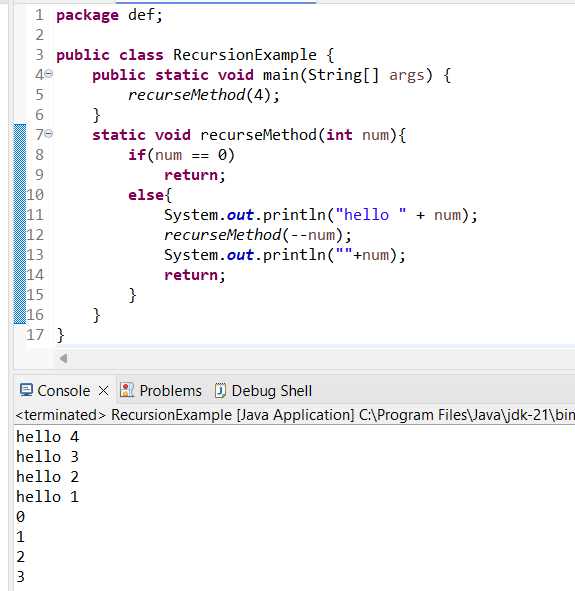 1 package def;
2
3 public class RecursionExample {
4 public static void main(String[] args) {
5 recurseMethod(4);
6 }
7 static void recurseMethod(int num){
8 if(num == 0)
9 return;
10 else{
11 System.out.println("hello " + num);
12 recurseMethod(--num);
13 System.out.println(""+num);
14 return;
15 }
16 }
17 }
Console Problems Debug Shell
<terminated> RecursionExample [Java Application] C:\Program Files\Java\jdk-21\bin
hello 4
hello 3
hello 2
hello 1
0
1
2
3